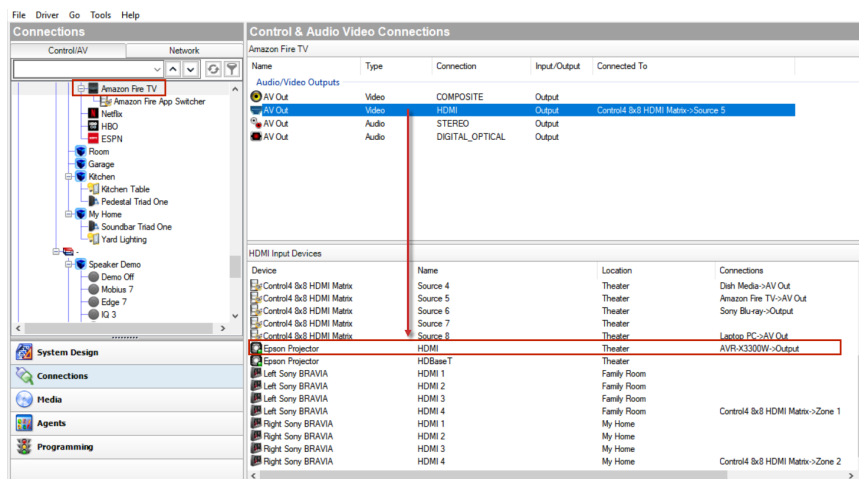 File Driver Go Tools Help
Connections
Control/AV Network
Amazon Fire TV
Amazon Fire App Switcher
Netflix
HBO
ESPN
Room
Garage
Kitchen
Kitchen Table
Pedestal Triad One
My Home
Soundbar Triad One
Yard Lighting
-
Speaker Demo
Demo Off
Mobius 7
Edge 7
IQ 3
System Design
Connections
Media
Agents
Programming
Control & Audio Video Connections
Amazon Fire TV
Name Type Connection Input/Output Connected To
Audio/Video Outputs
AV Out Video COMPOSITE Output
AV Out Video HDMI Output Control4 8x8 HDMI Matrix->Source 5
AV Out Audio STEREO Output
AV Out Audio DIGITAL_OPTICAL Output
HDMI Input Devices
Device Name Location Connections
Control4 8x8 HDMI Matrix Source 4 Theater Dish Media->AV Out
Control4 8x8 HDMI Matrix Source 5 Theater Amazon Fire TV->AV Out
Control4 8x8 HDMI Matrix Source 6 Theater Sony Blu-ray->Output
Control4 8x8 HDMI Matrix Source 7 Theater
Control4 8x8 HDMI Matrix Source 8 Theater Laptop PC->AV Out
Epson Projector HDMI Theater AVR-X3300W->Output
Epson Projector HDBaseT Theater
Left Sony BRAVIA HDMI 1 Family Room
Left Sony BRAVIA HDMI 2 Family Room
Left Sony BRAVIA HDMI 3 Family Room
Left Sony BRAVIA HDMI 4 Family Room Control4 8x8 HDMI Matrix->Zone 1
Right Sony BRAVIA HDMI 1 My Home
Right Sony BRAVIA HDMI 2 My Home
Right Sony BRAVIA HDMI 3 My Home
Right Sony BRAVIA HDMI 4 My Home Control4 8x8 HDMI Matrix->Zone 2